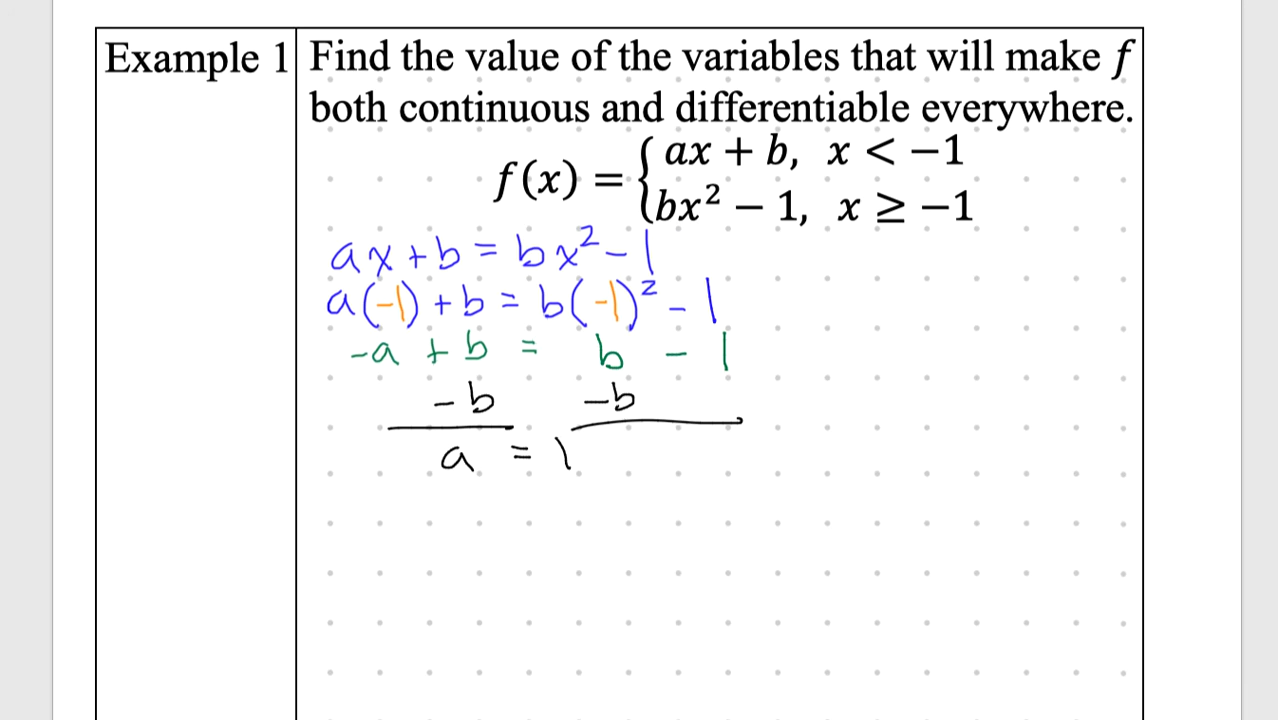 Example 1
Find the value of the variables that will make f
both continuous and differentiable everywhere.
f(x) = { ax + b, x < −1
bx² − 1, x ≥ −1
ax + b = bx² − 1
a(−1) + b = b(−1)² − 1
−a + b = b − 1
−b −b
a = 1